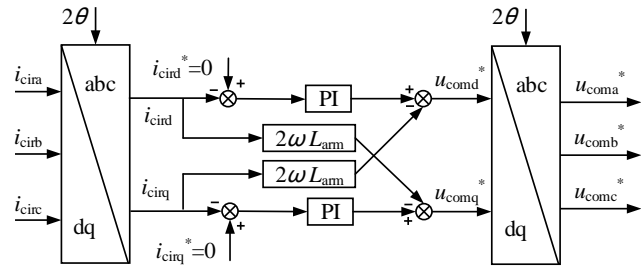 2θ
2θ
i_cird^*=0
abc
abc
i_cira
+
u_comd^*
u_coma^*
−
PI
+
−
i_cird
2ωL_arm
i_cirb
u_comb^*
i_cirq
2ωL_arm
u_comq^*
u_comc^*
i_circ
−
−
PI
+
+
dq
i_cirq^*=0
dq